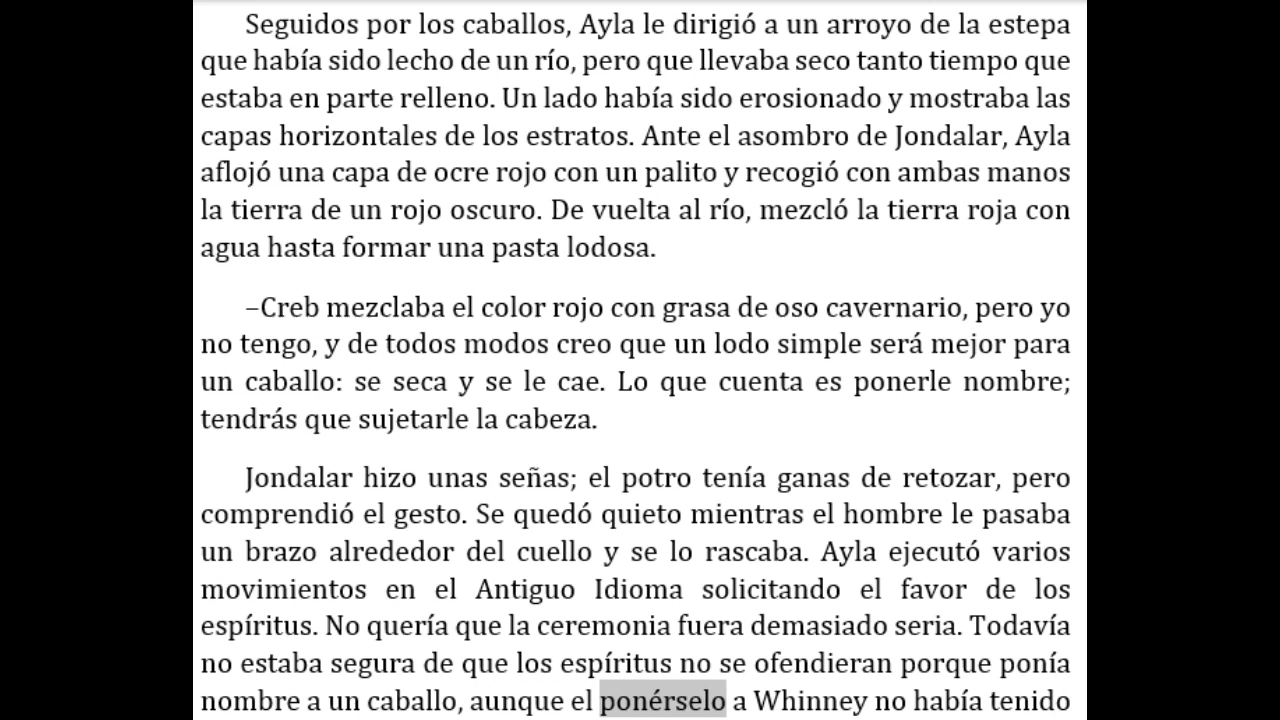 Seguidos por los caballos, Ayla le dirigió a un arroyo de la estepa
que había sido lecho de un río, pero que llevaba seco tanto tiempo que
estaba en parte relleno. Un lado había sido erosionado y mostraba las
capas horizontales de los estratos. Ante el asombro de Jondalar, Ayla
aflojó una capa de ocre rojo con un palito y recogió con ambas manos
la tierra de un rojo oscuro. De vuelta al río, mezcló la tierra roja con
agua hasta formar una pasta lodosa.
–Creb mezclaba el color rojo con grasa de oso cavernario, pero yo
no tengo, y de todos modos creo que un lodo simple será mejor para
un caballo: se seca y se le cae. Lo que cuenta es ponerle nombre;
tendrás que sujetarle la cabeza.
Jondalar hizo unas señas; el potro tenía ganas de retozar, pero
comprendió el gesto. Se quedó quieto mientras el hombre le pasaba
un brazo alrededor del cuello y se lo rascaba. Ayla ejecutó varios
movimientos en el Antiguo Idioma solicitando el favor de los
espíritus. No quería que la ceremonia fuera demasiado seria. Todavía
no estaba segura de que los espíritus no se ofendieran porque ponía
nombre a un caballo, aunque el ponérselo a Whinney no había tenido